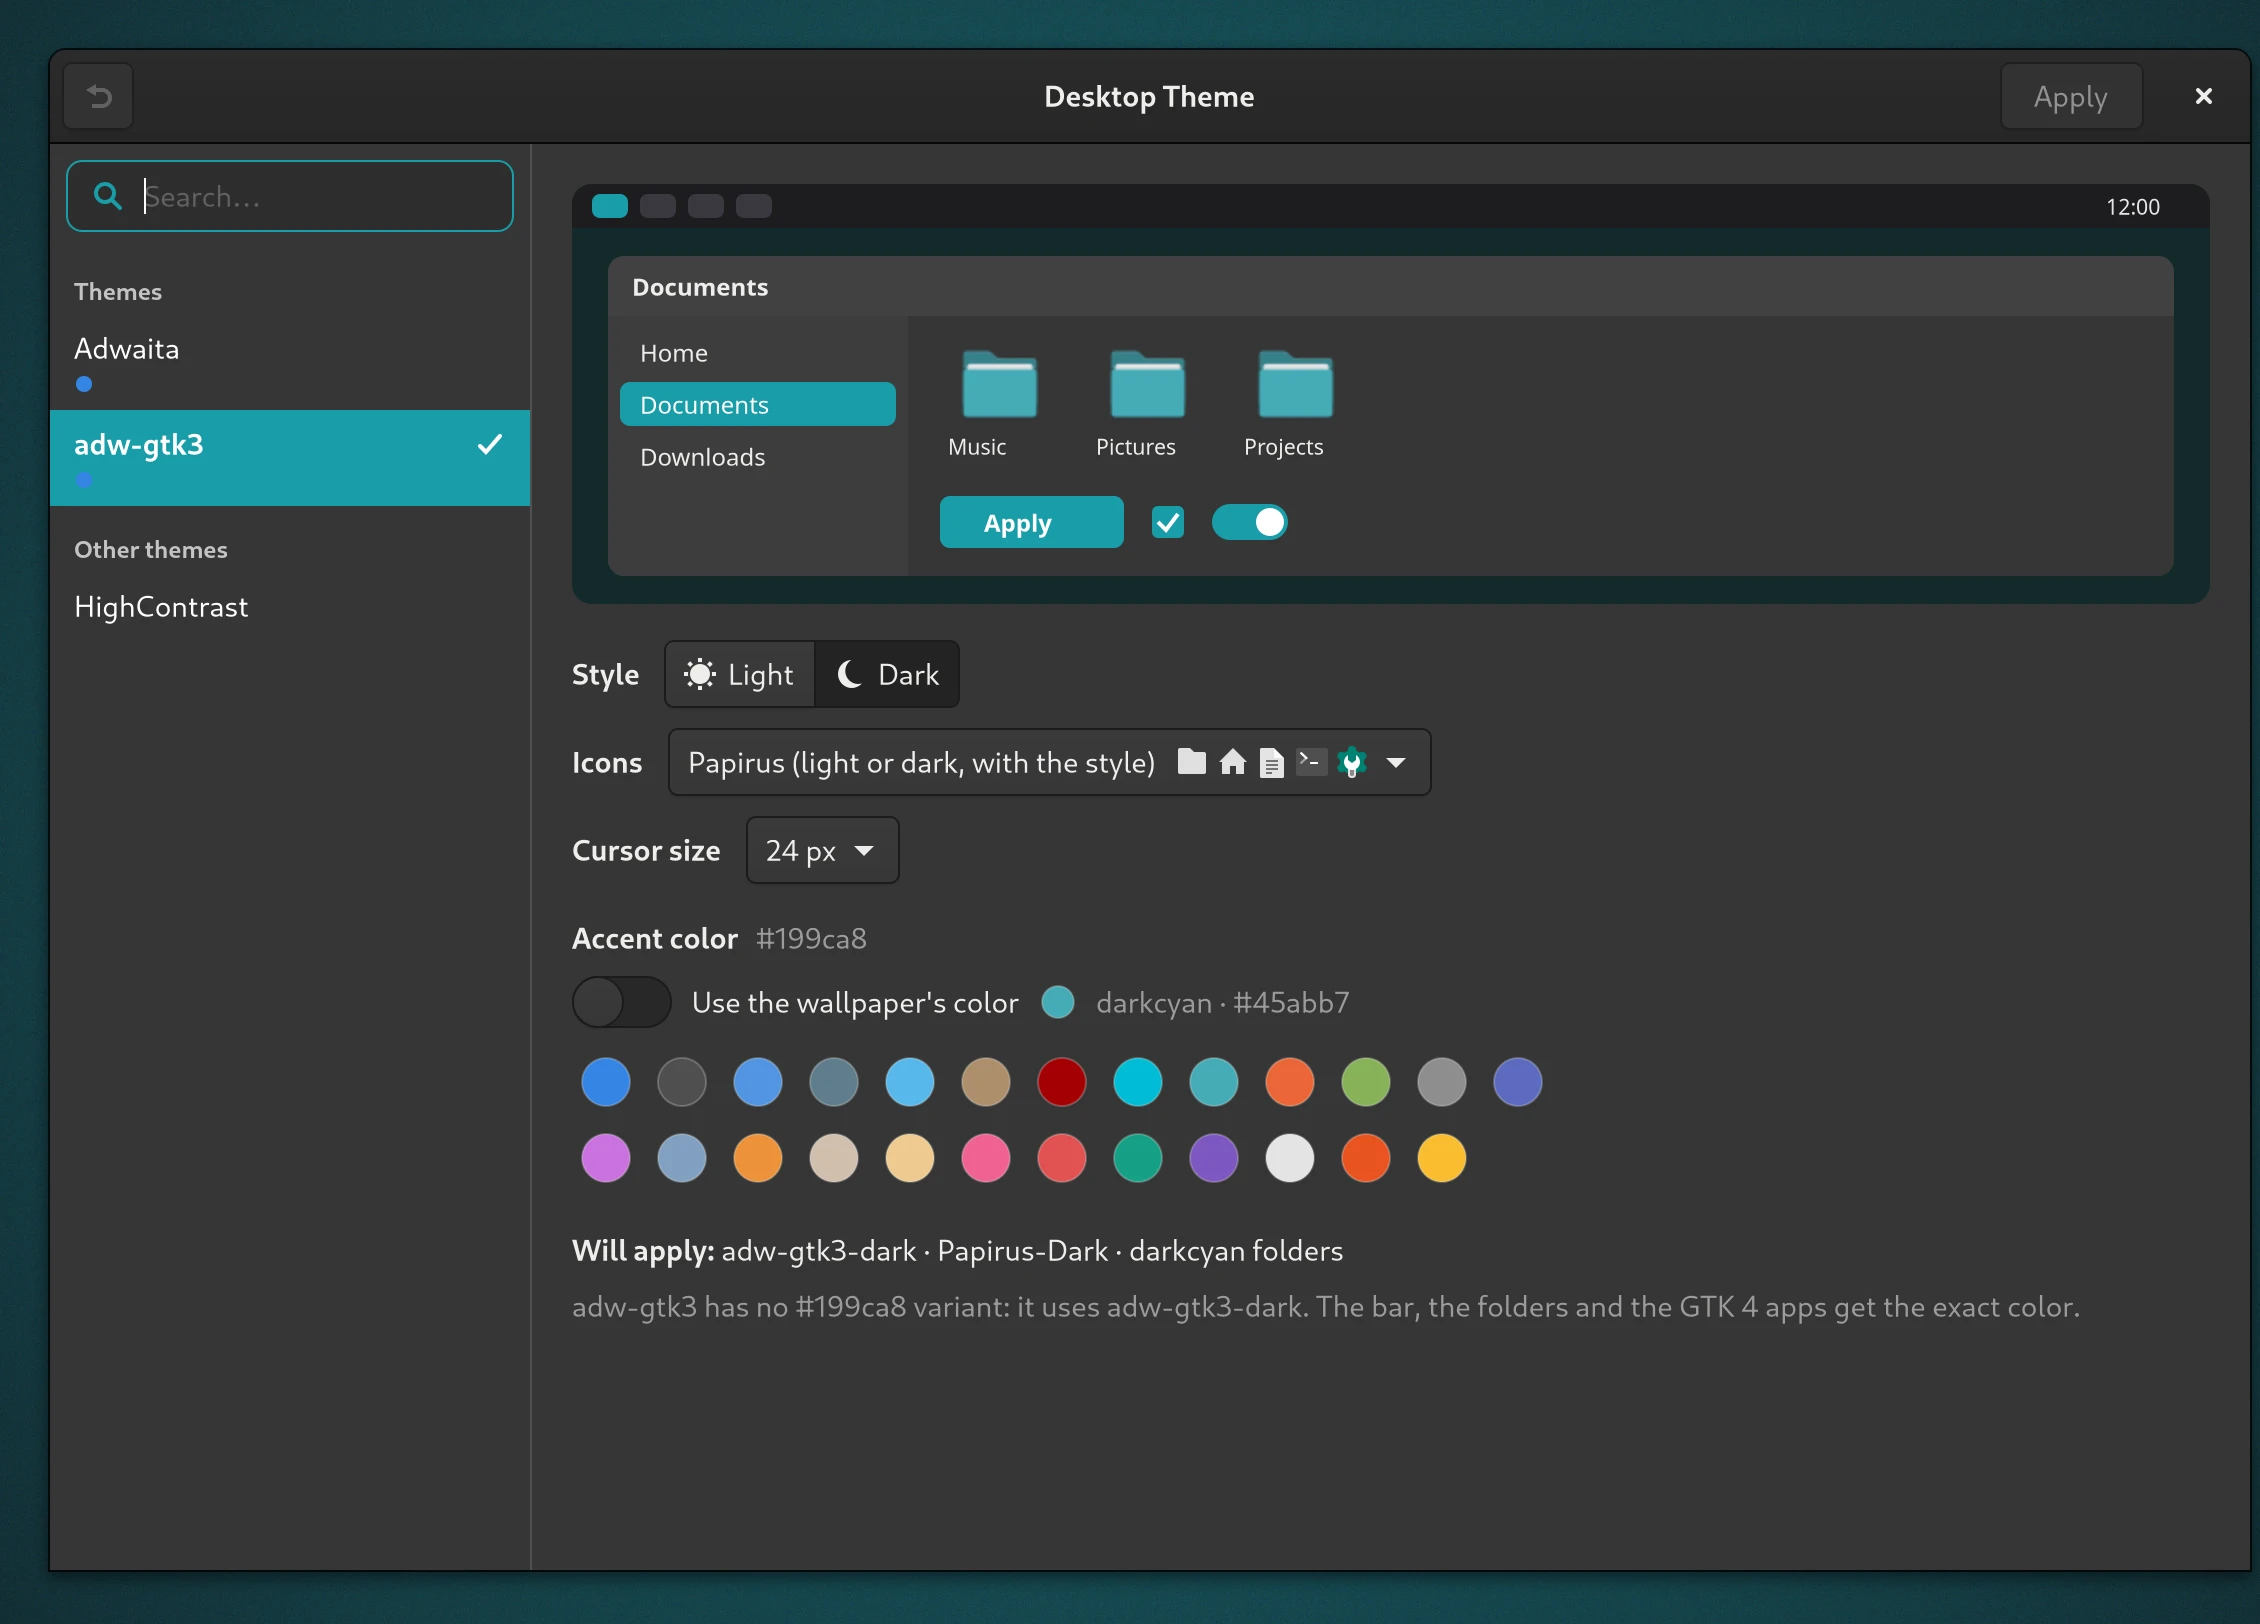 Desktop Theme
Apply
Search...
Themes
Adwaita
adw-gtk3
Other themes
HighContrast
12:00
Documents
Home
Documents
Downloads
Music
Pictures
Projects
Apply
Style
Light
Dark
Icons
Papirus (light or dark, with the style)
Cursor size
24 px
Accent color #199ca8
Use the wallpaper's color
darkcyan · #45abb7
Will apply: adw-gtk3-dark · Papirus-Dark · darkcyan folders
adw-gtk3 has no #199ca8 variant: it uses adw-gtk3-dark. The bar, the folders and the GTK 4 apps get the exact color.